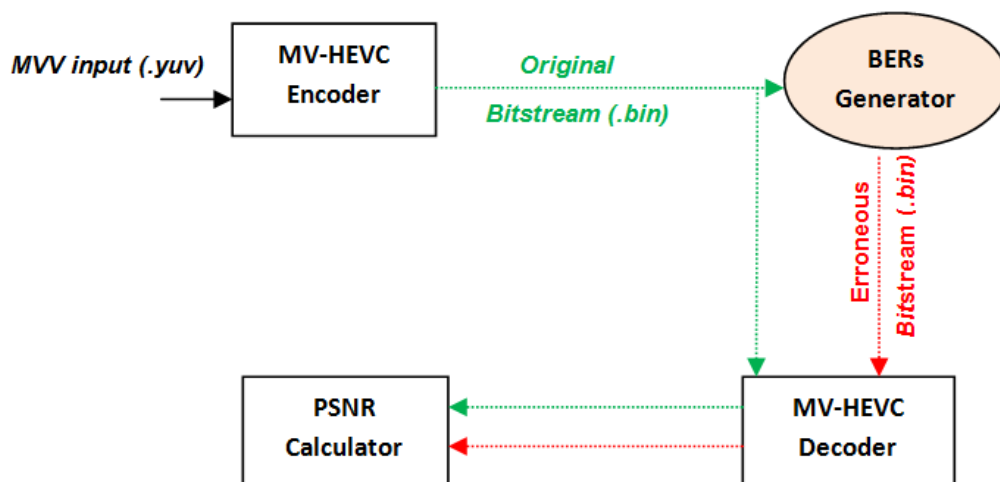 MVV input (.yuv)
MV-HEVC
Encoder
Original
Bitstream (.bin)
BERs
Generator
Erroneous
Bitstream (.bin)
PSNR
Calculator
MV-HEVC
Decoder